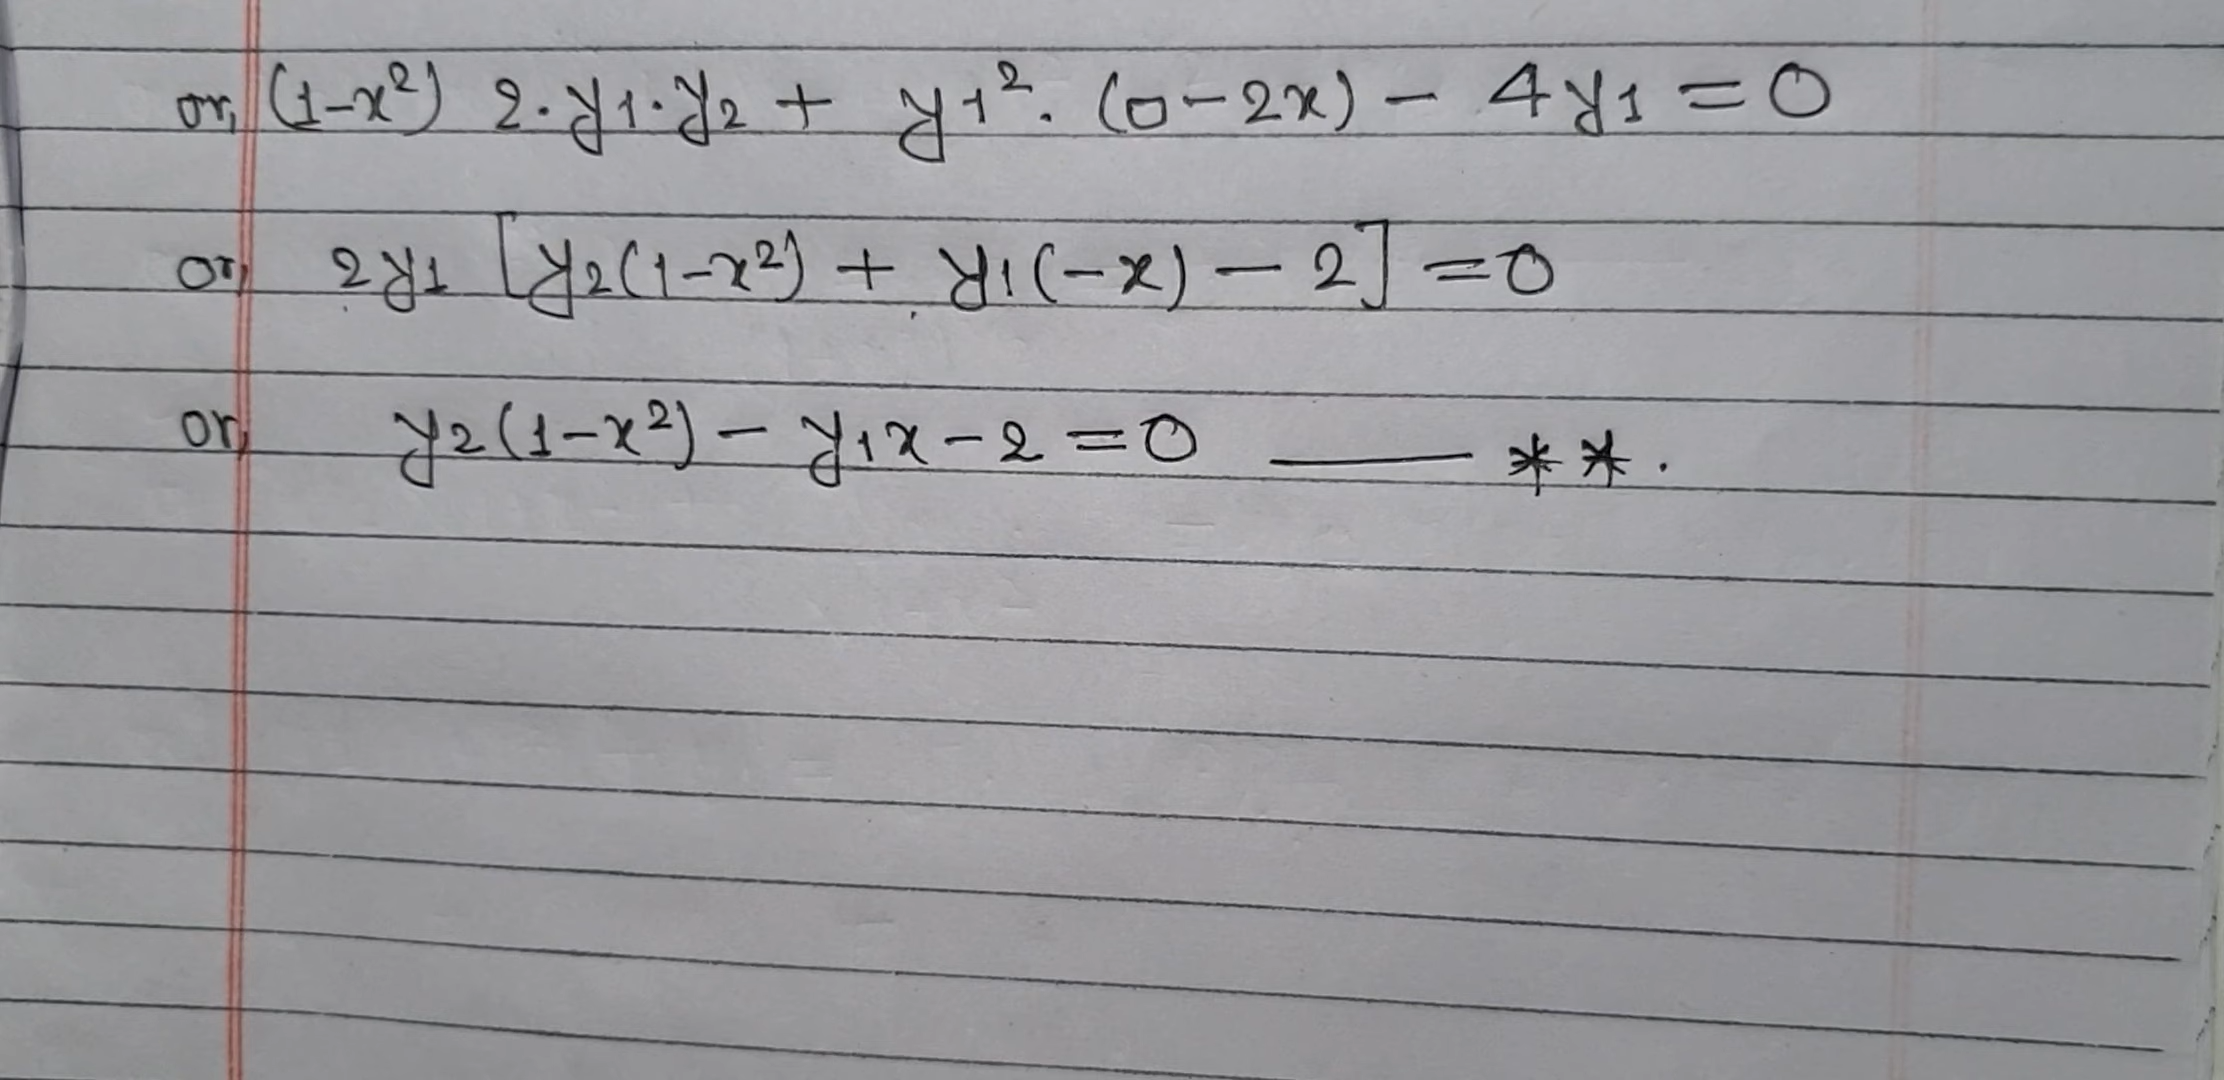 or, (1-x²) 2·y1·y2 + y1². (0-2x) - 4y1 = 0
or, 2y1 [y2(1-x²) + y1(-x) - 2] = 0
or, y2(1-x²) - y1x - 2 = 0 —— **.